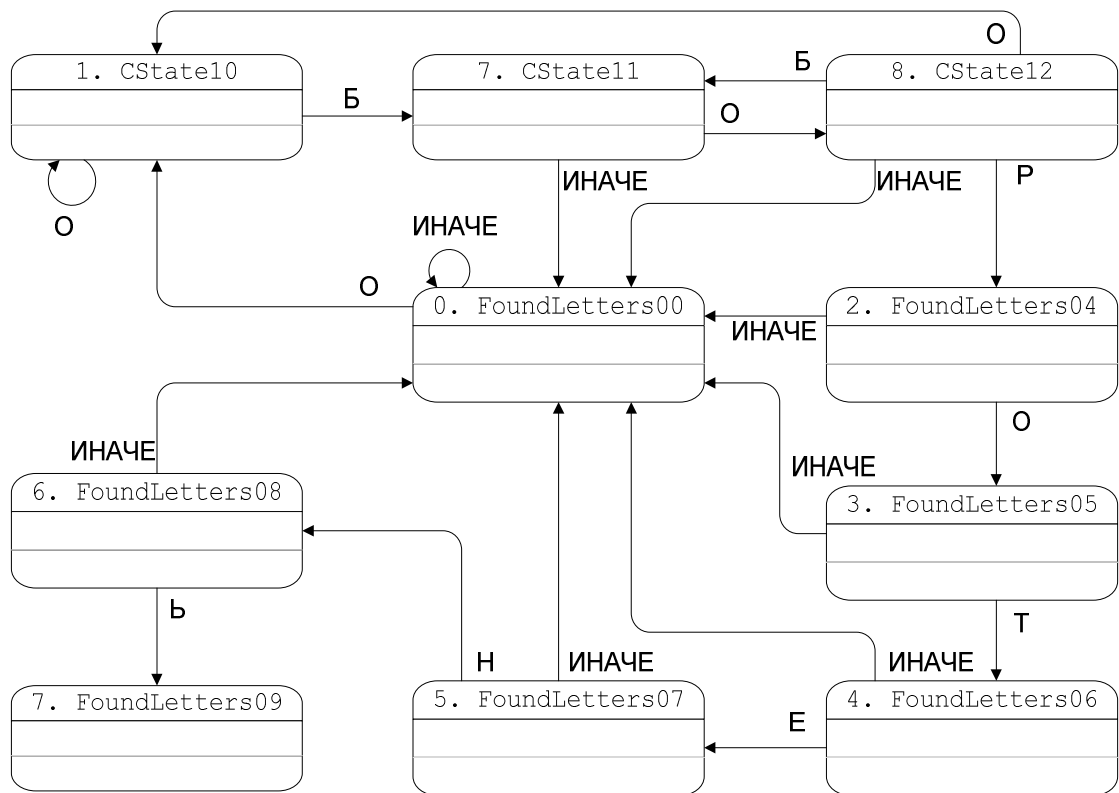 О
1. CState10
7. CState11
8. CState12
Б
Б
О
О
ИНАЧЕ
ИНАЧЕ
Р
ИНАЧЕ
О
0. FoundLetters00
2. FoundLetters04
ИНАЧЕ
О
ИНАЧЕ
ИНАЧЕ
6. FoundLetters08
3. FoundLetters05
Ь
Т
Н
ИНАЧЕ
ИНАЧЕ
7. FoundLetters09
5. FoundLetters07
4. FoundLetters06
Е